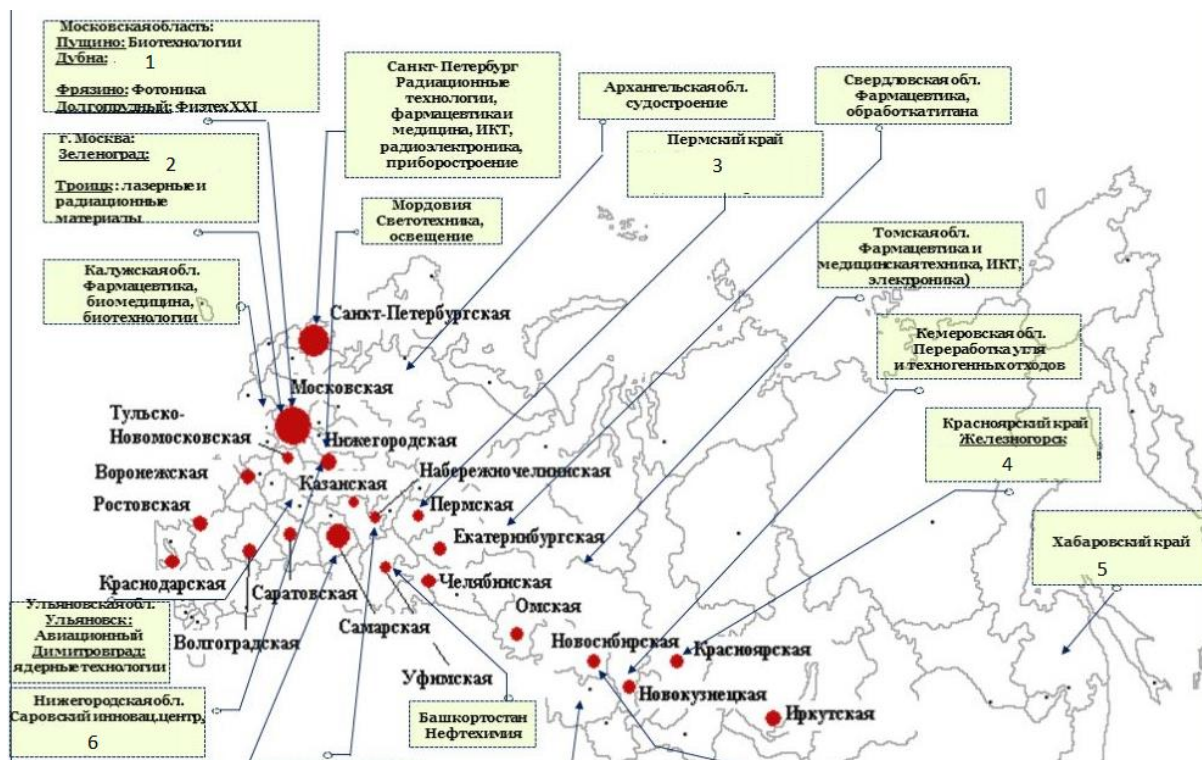 Московская область:
Пущино: Биотехнологии
Дубна:
1
Фрязино: Фотоника
Долгопрудный: Физтех XXI
г. Москва:
Зеленоград:
2
Троицк: лазерные и
радиационные
материалы
Калужская обл.
Фармацевтика,
биомедицина,
биотехнологии
Санкт- Петербург
Радиационные
технологии,
фармацевтика и
медицина, ИКТ,
радиоэлектроника,
приборостроение
Мордовия
Светотехника,
освещение
Архангельская обл.
судостроение
Пермский край
3
Свердловская обл.
Фармацевтика,
обработка титана
Томская обл.
Фармацевтика и
медицинская техника, ИКТ,
электроника)
Кемеровская обл.
Переработка угля
и техногенных отходов
Красноярский край
Железногорск
4
Хабаровский край
5
Санкт-Петербургская
Московская
Тульско-
Новомосковская
Нижегородская
Воронежская
Казанская
Набережночелнинская
Ростовская
Пермская
Екатеринбургская
Краснодарская
Саратовская
Челябинская
Волгоградская
Самарская
Омская
Уфимская
Новосибирская
Красноярская
Новокузнецкая
Иркутская
Ульяновская обл.
Ульяновск:
Авиационный
Димитровград:
ядерные технологии
Нижегородская обл.
Саровский инновац.центр,
6
Башкортостан
Нефтехимия